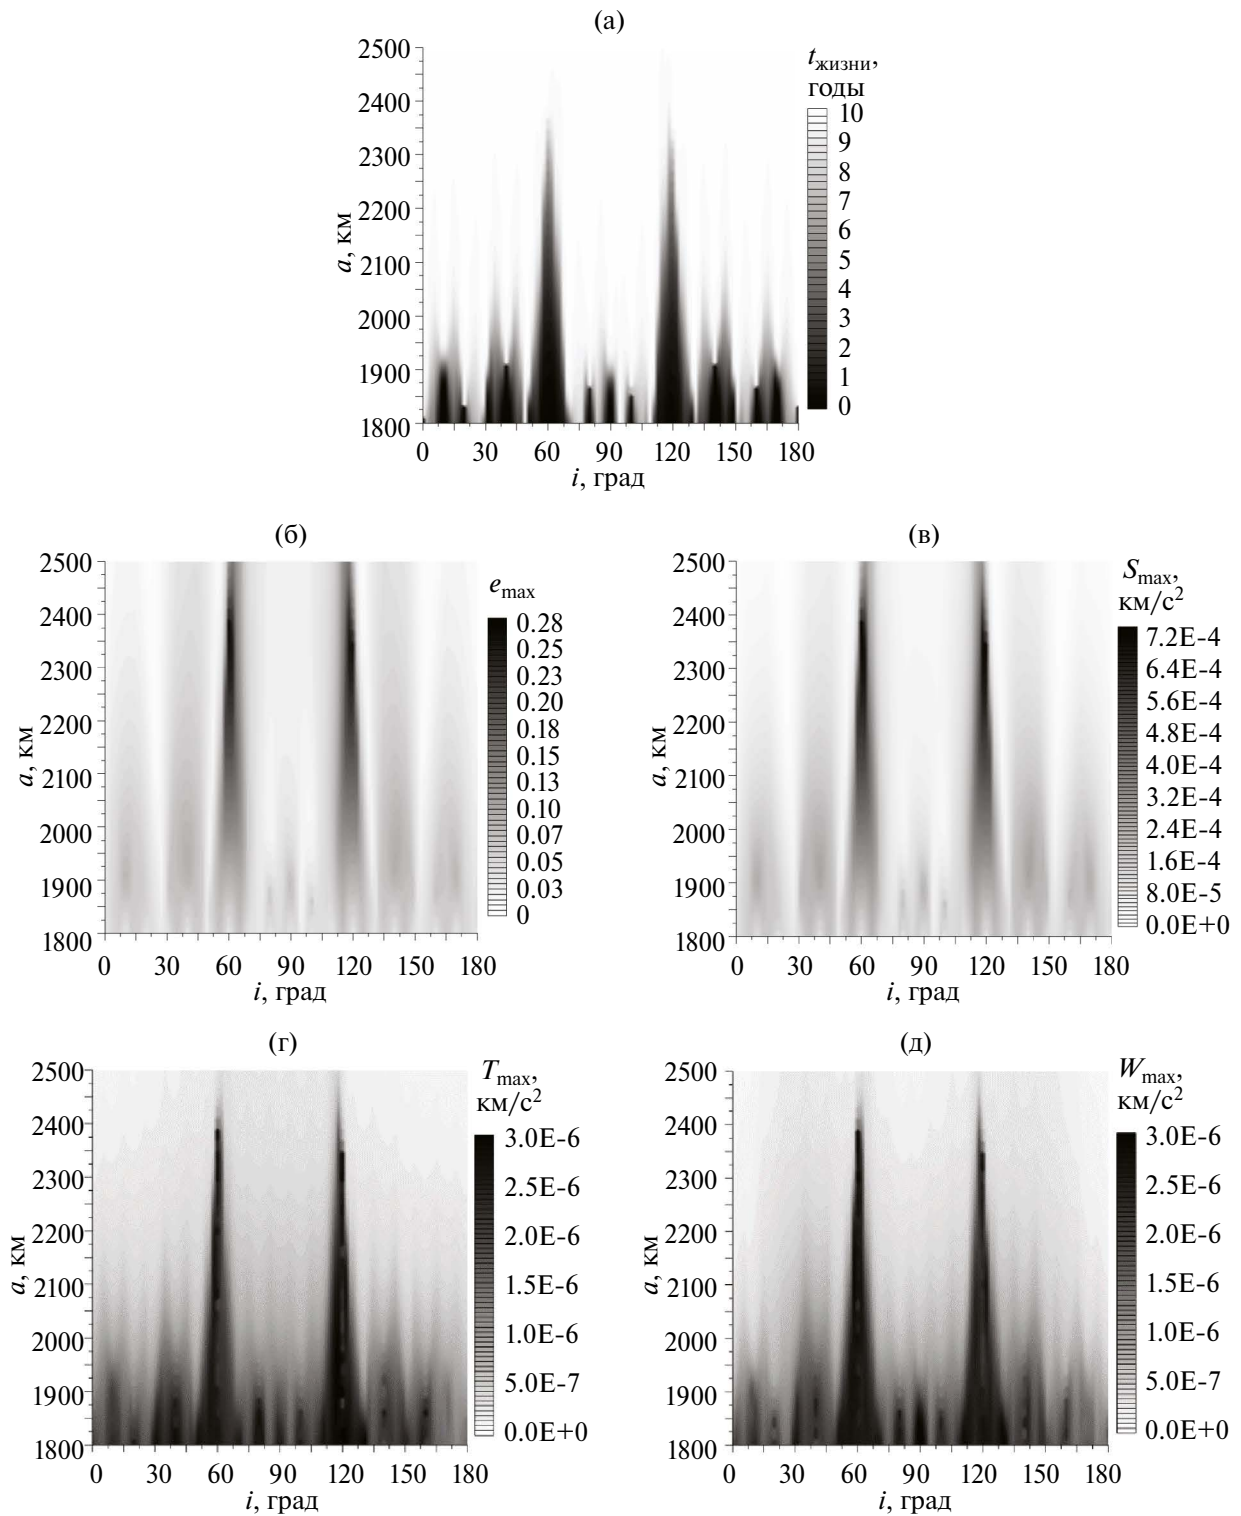 (а)
2500
2400
2300
2200
2100
2000
1900
1800
a, км
0 30 60 90 120 150 180
i, град
tжизни,
годы
10
9
8
7
6
5
4
3
2
1
0
(б)
2500
2400
2300
2200
2100
2000
1900
1800
a, км
0 30 60 90 120 150 180
i, град
emax
0.28
0.25
0.23
0.20
0.18
0.15
0.13
0.10
0.07
0.05
0.03
0
(в)
2500
2400
2300
2200
2100
2000
1900
1800
a, км
0 30 60 90 120 150 180
i, град
Smax,
км/с2
7.2E-4
6.4E-4
5.6E-4
4.8E-4
4.0E-4
3.2E-4
2.4E-4
1.6E-4
8.0E-5
0.0E+0
(г)
2500
2400
2300
2200
2100
2000
1900
1800
a, км
0 30 60 90 120 150 180
i, град
Tmax,
км/с2
3.0E-6
2.5E-6
2.0E-6
1.5E-6
1.0E-6
5.0E-7
0.0E+0
(д)
2500
2400
2300
2200
2100
2000
1900
1800
a, км
0 30 60 90 120 150 180
i, град
Wmax,
км/с2
3.0E-6
2.5E-6
2.0E-6
1.5E-6
1.0E-6
5.0E-7
0.0E+0